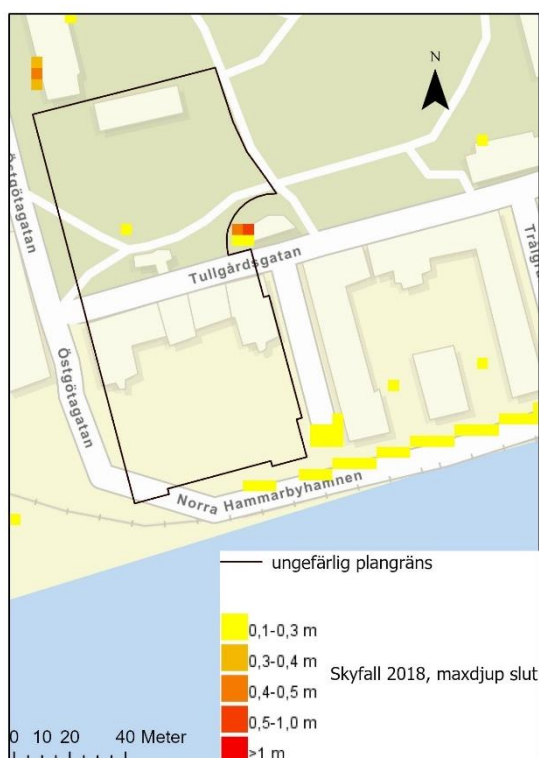 N
Östgötagatan
Tullgårdsgatan
Östgötagatan
Norra Hammarbyhamnen
ungefärlig plangräns
0,1-0,3 m
0,3-0,4 m
0,4-0,5 m
0,5-1,0 m
>1 m
Skyfall 2018, maxdjup slut
0 10 20 40 Meter